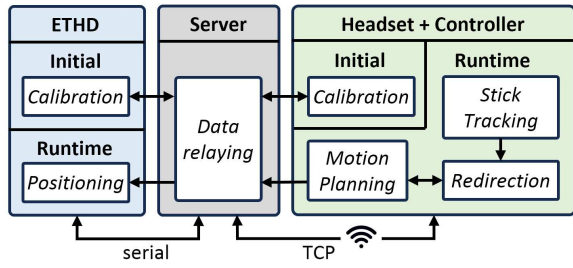 ETHD
Server
Headset + Controller
Initial
Calibration
Runtime
Positioning
Data
relaying
Initial
Calibration
Runtime
Stick
Tracking
Motion
Planning
Redirection
serial
TCP